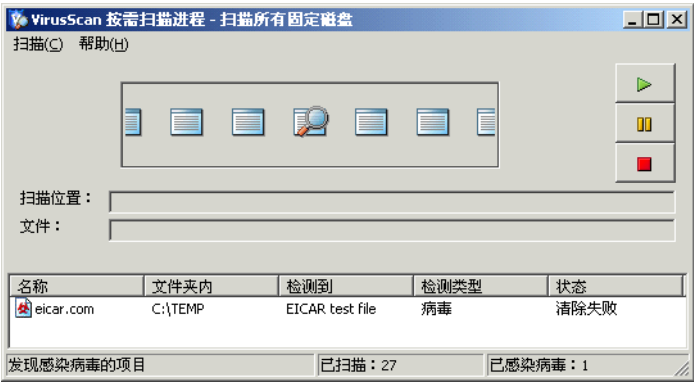 VirusScan 按需扫描进程 - 扫描所有固定磁盘
扫描(C) 帮助(H)
扫描位置：
文件：
名称 文件夹内 检测到 检测类型 状态
eicar.com C:\TEMP EICAR test file 病毒 清除失败
发现感染病毒的项目 已扫描：27 已感染病毒：1